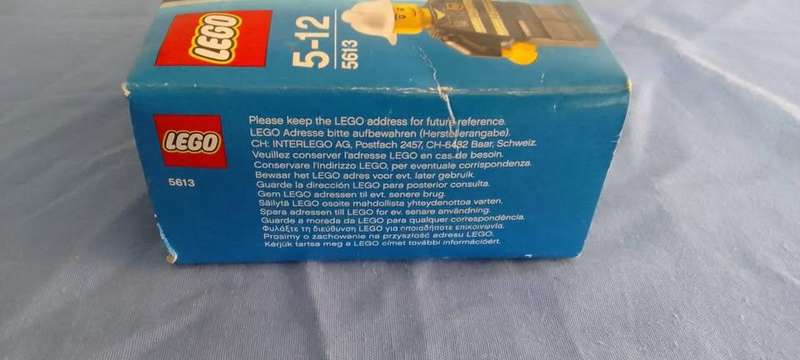 LEGO
5-12
5613
LEGO
5613
Please keep the LEGO address for future reference.
LEGO Adresse bitte aufbewahren (Herstellerangabe).
CH: INTERLEGO AG, Postfach 2457, CH-6432 Baar, Schweiz.
Veuillez conserver l'adresse LEGO en cas de besoin.
Conservare l'indirizzo LEGO, per eventuale corrispondenza.
Bewaar het LEGO adres voor evt. later gebruik.
Guarde la dirección LEGO para posterior consulta.
Gem LEGO adressen til ev. senere brug.
Säilytä LEGO osoite mahdollista yhteydenottoa varten.
Spara adressen till LEGO for ev. senare användning.
Guarde a morada da LEGO para qualquer correspondência.
Φυλάξτε τη διεύθυνση LEGO για οποιαδήποτε επικοινωνία.
Prosimy o zachowanie na przyszłość adresu LEGO.
Kérjük tartsa meg a LEGO címet további információért.